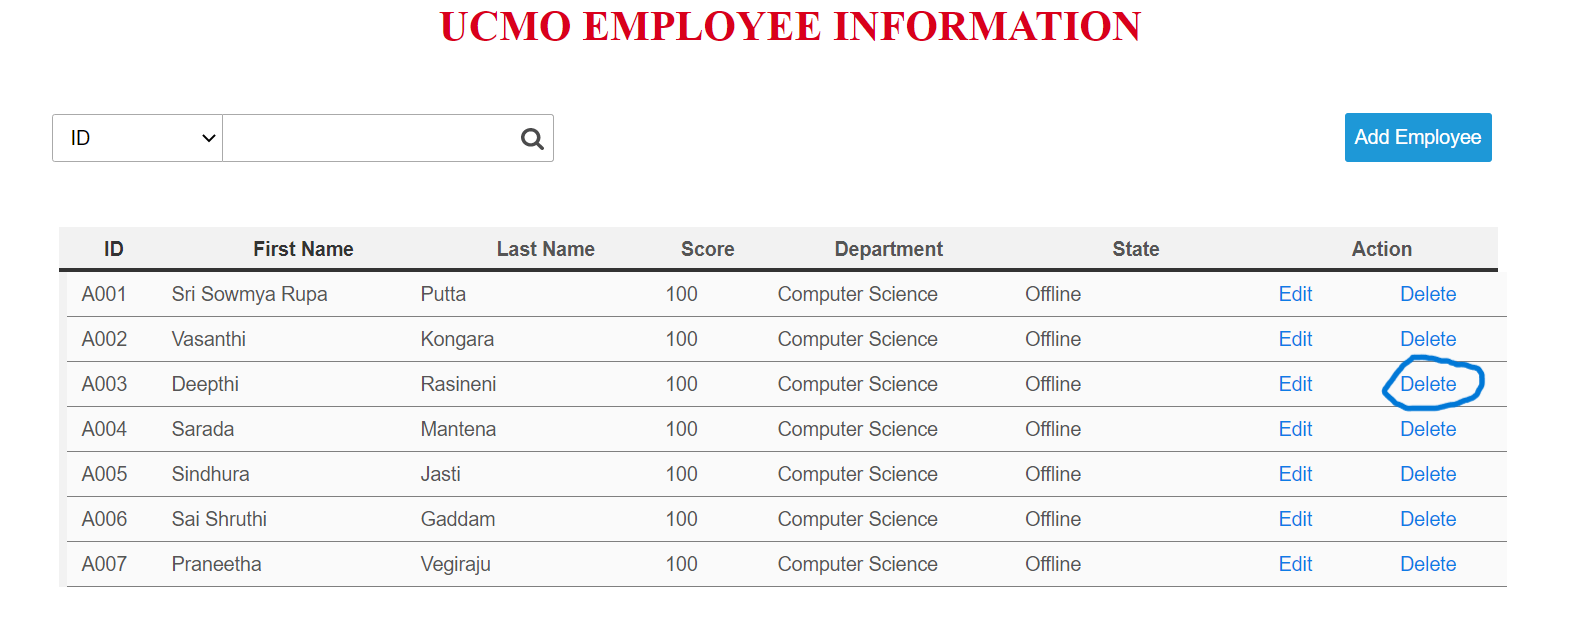 UCMO EMPLOYEE INFORMATION
ID
Add Employee
ID First Name Last Name Score Department State Action
A001 Sri Sowmya Rupa Putta 100 Computer Science Offline Edit Delete
A002 Vasanthi Kongara 100 Computer Science Offline Edit Delete
A003 Deepthi Rasineni 100 Computer Science Offline Edit Delete
A004 Sarada Mantena 100 Computer Science Offline Edit Delete
A005 Sindhura Jasti 100 Computer Science Offline Edit Delete
A006 Sai Shruthi Gaddam 100 Computer Science Offline Edit Delete
A007 Praneetha Vegiraju 100 Computer Science Offline Edit Delete